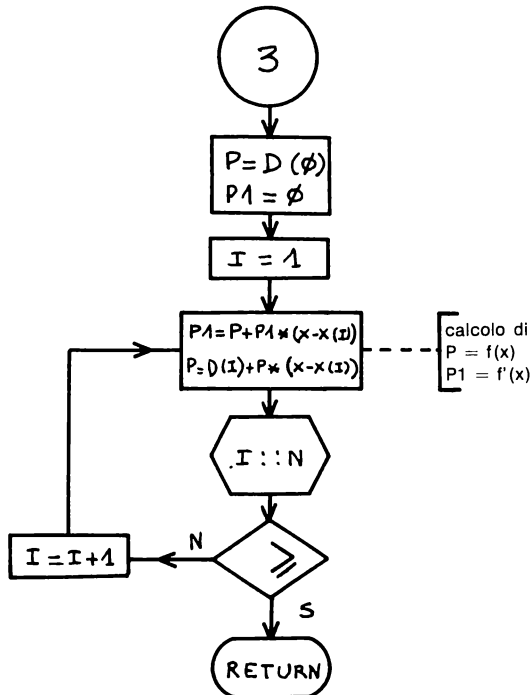 3
P=D(∅)
P1=∅
I=1
P1=P+P1*(x-x(I))
P=D(I)+P*(x-x(I))
calcolo di
P = f(x)
P1 = f'(x)
I::N
≥
N
I=I+1
S
RETURN